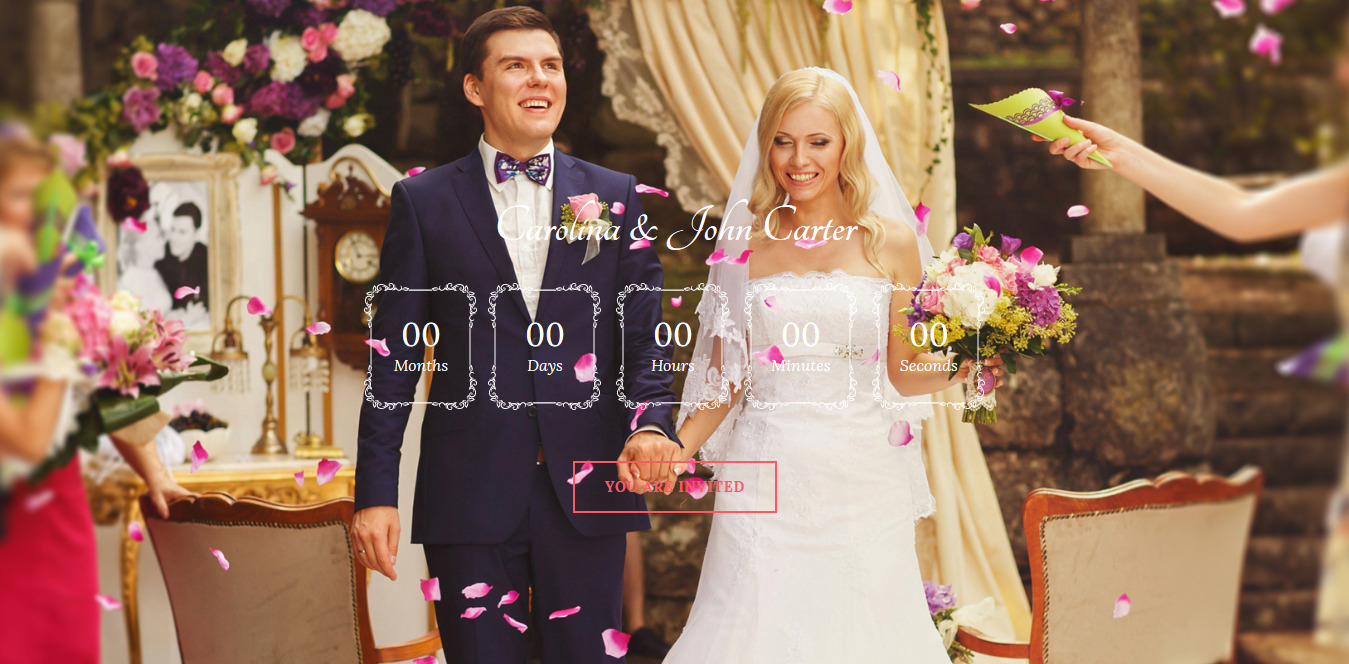 Carolina & John Carter
00 00 00 00 00
Months Days Hours Minutes Seconds
YOU ARE INVITED